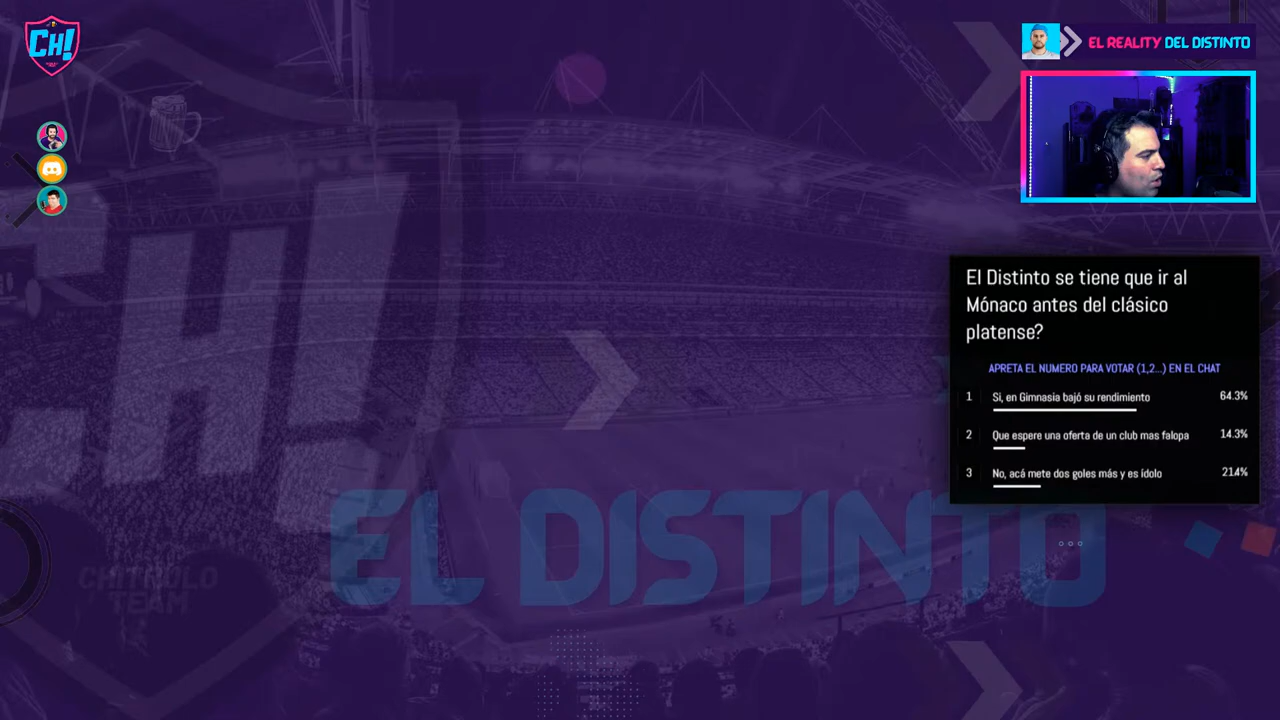 CH!
EL REALITY DEL DISTINTO
El Distinto se tiene que ir al
Mónaco antes del clásico
platense?
APRETA EL NUMERO PARA VOTAR (1,2...) EN EL CHAT
1 Si, en Gimnasia bajó su rendimiento 64.3%
2 Que espere una oferta de un club mas falopa 14.3%
3 No, acá mete dos goles más y es ídolo 21.4%
CH!
EL DISTINTO
CHITROLO
TEAM